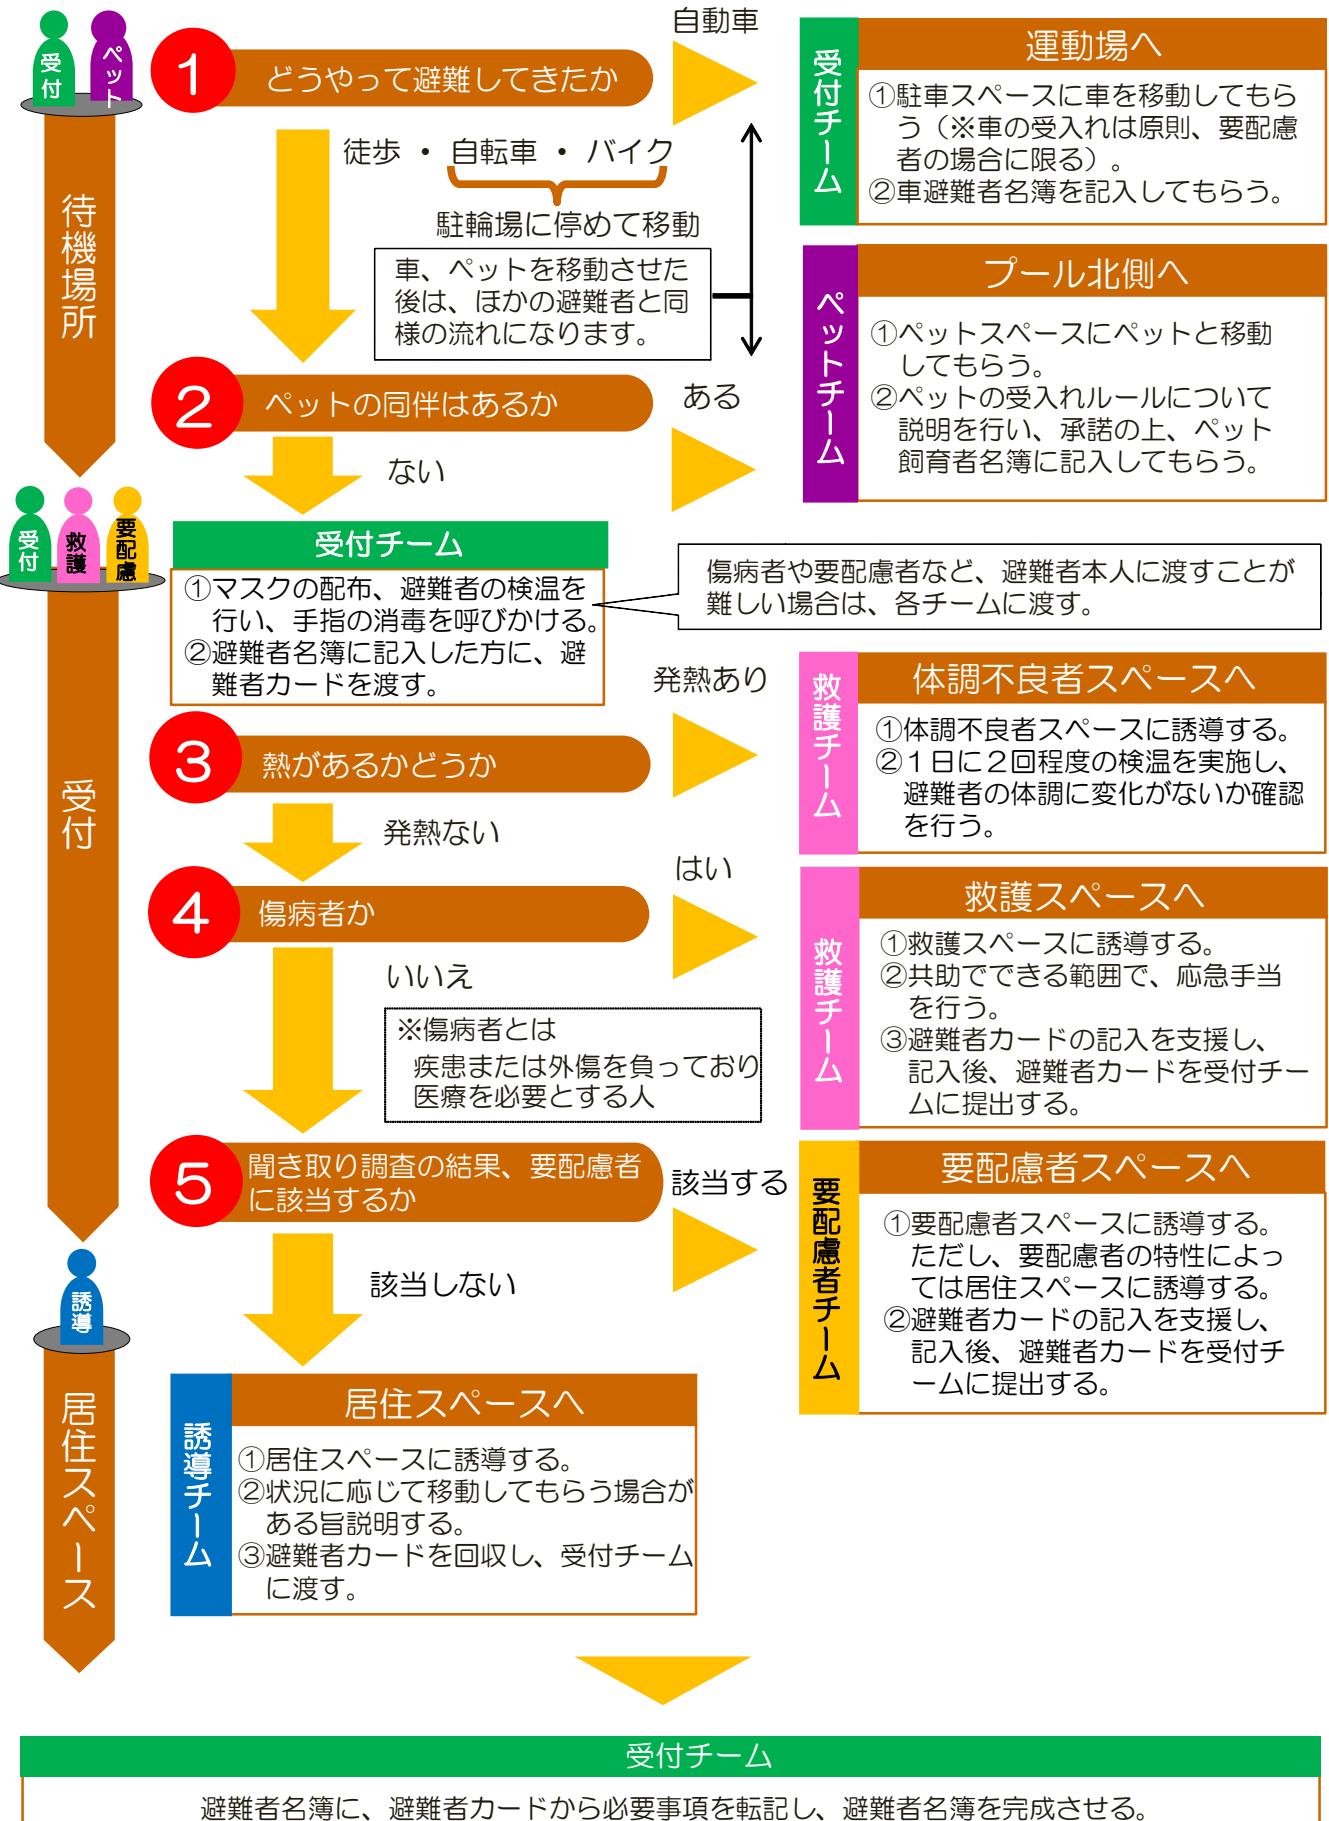 受付
ペット
待機場所
1
どうやって避難してきたか
自動車
徒歩 ・ 自転車 ・ バイク
駐輪場に停めて移動
車、ペットを移動させた
後は、ほかの避難者と同
様の流れになります。
受付チーム
運動場へ
①駐車スペースに車を移動してもら
う（※車の受入れは原則、要配慮
者の場合に限る）。
②車避難者名簿を記入してもらう。
2
ペットの同伴はあるか
ある
ない
ペットチーム
プール北側へ
①ペットスペースにペットと移動
してもらう。
②ペットの受入れルールについて
説明を行い、承諾の上、ペット
飼育者名簿に記入してもらう。
受付
救護
要配慮
受付
受付チーム
①マスクの配布、避難者の検温を
行い、手指の消毒を呼びかける。
②避難者名簿に記入した方に、避
難者カードを渡す。
傷病者や要配慮者など、避難者本人に渡すことが
難しい場合は、各チームに渡す。
3
熱があるかどうか
発熱あり
発熱ない
救護チーム
体調不良者スペースへ
①体調不良者スペースに誘導する。
②１日に２回程度の検温を実施し、
避難者の体調に変化がないか確認
を行う。
4
傷病者か
はい
いいえ
※傷病者とは
疾患または外傷を負っており
医療を必要とする人
救護チーム
救護スペースへ
①救護スペースに誘導する。
②共助でできる範囲で、応急手当
を行う。
③避難者カードの記入を支援し、
記入後、避難者カードを受付チー
ムに提出する。
5
聞き取り調査の結果、要配慮者
に該当するか
該当する
該当しない
要配慮者チーム
要配慮者スペースへ
①要配慮者スペースに誘導する。
ただし、要配慮者の特性によっ
ては居住スペースに誘導する。
②避難者カードの記入を支援し、
記入後、避難者カードを受付チ
ームに提出する。
誘導
居住スペース
誘導チーム
居住スペースへ
①居住スペースに誘導する。
②状況に応じて移動してもらう場合が
ある旨説明する。
③避難者カードを回収し、受付チーム
に渡す。
受付チーム
避難者名簿に、避難者カードから必要事項を転記し、避難者名簿を完成させる。